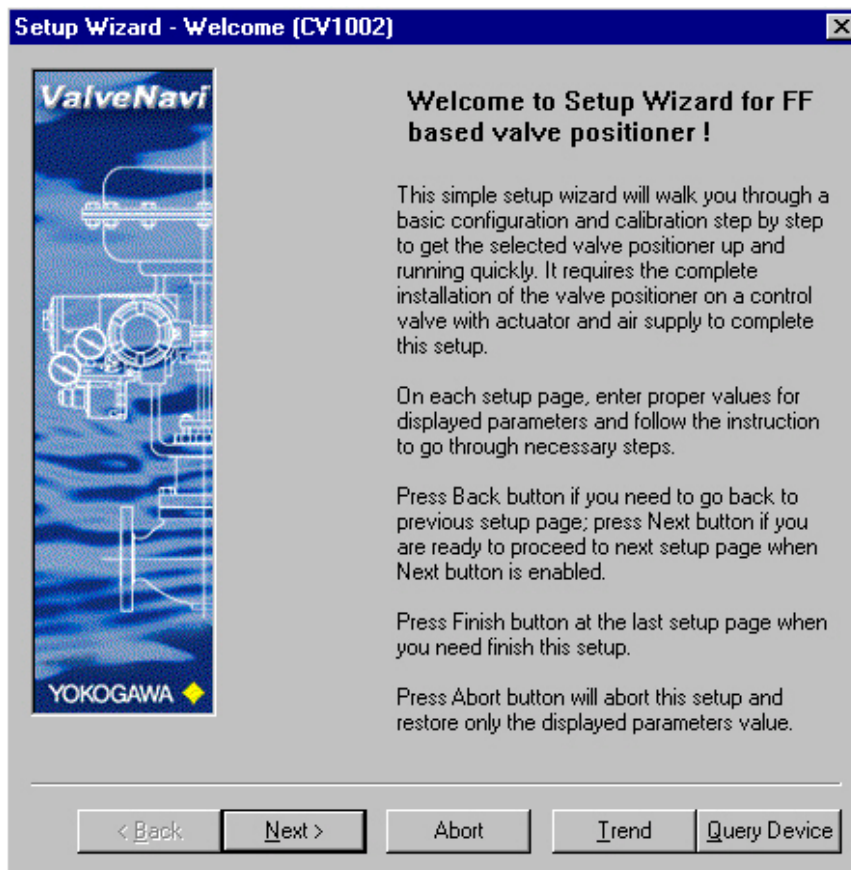 Setup Wizard - Welcome (CV1002)
ValveNavi
Welcome to Setup Wizard for FF
based valve positioner !
This simple setup wizard will walk you through a
basic configuration and calibration step by step
to get the selected valve positioner up and
running quickly. It requires the complete
installation of the valve positioner on a control
valve with actuator and air supply to complete
this setup.
On each setup page, enter proper values for
displayed parameters and follow the instruction
to go through necessary steps.
Press Back button if you need to go back to
previous setup page; press Next button if you
are ready to proceed to next setup page when
Next button is enabled.
Press Finish button at the last setup page when
you need finish this setup.
Press Abort button will abort this setup and
restore only the displayed parameters value.
YOKOGAWA
< Back
Next >
Abort
Trend
Query Device